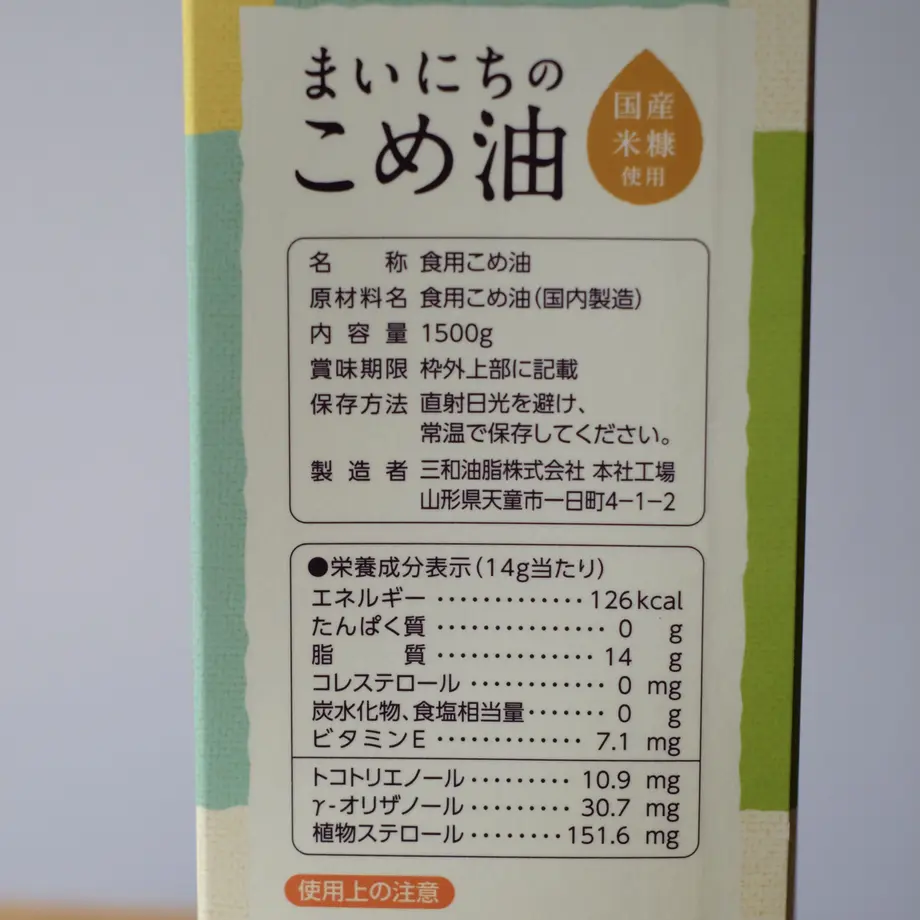 まいにちの
こめ油
国産
米糠
使用
名称 食用こめ油
原材料名 食用こめ油(国内製造)
内容量 1500g
賞味期限 枠外上部に記載
保存方法 直射日光を避け、
常温で保存してください。
製造者 三和油脂株式会社 本社工場
山形県天童市一日町4-1-2
●栄養成分表示(14g当たり)
エネルギー ・・・・・・・・・・・・・ 126kcal
たんぱく質 ・・・・・・・・・・・・・・・ 0 g
脂質 ・・・・・・・・・・・・・・ 14 g
コレステロール ・・・・・・・・・・・・ 0 mg
炭水化物、食塩相当量・・・・・・・ 0 g
ビタミンE ・・・・・・・・・・・・・ 7.1 mg
トコトリエノール ・・・・・・・・・ 10.9 mg
γ-オリザノール ・・・・・・・・・ 30.7 mg
植物ステロール ・・・・・・・・151.6 mg
使用上の注意